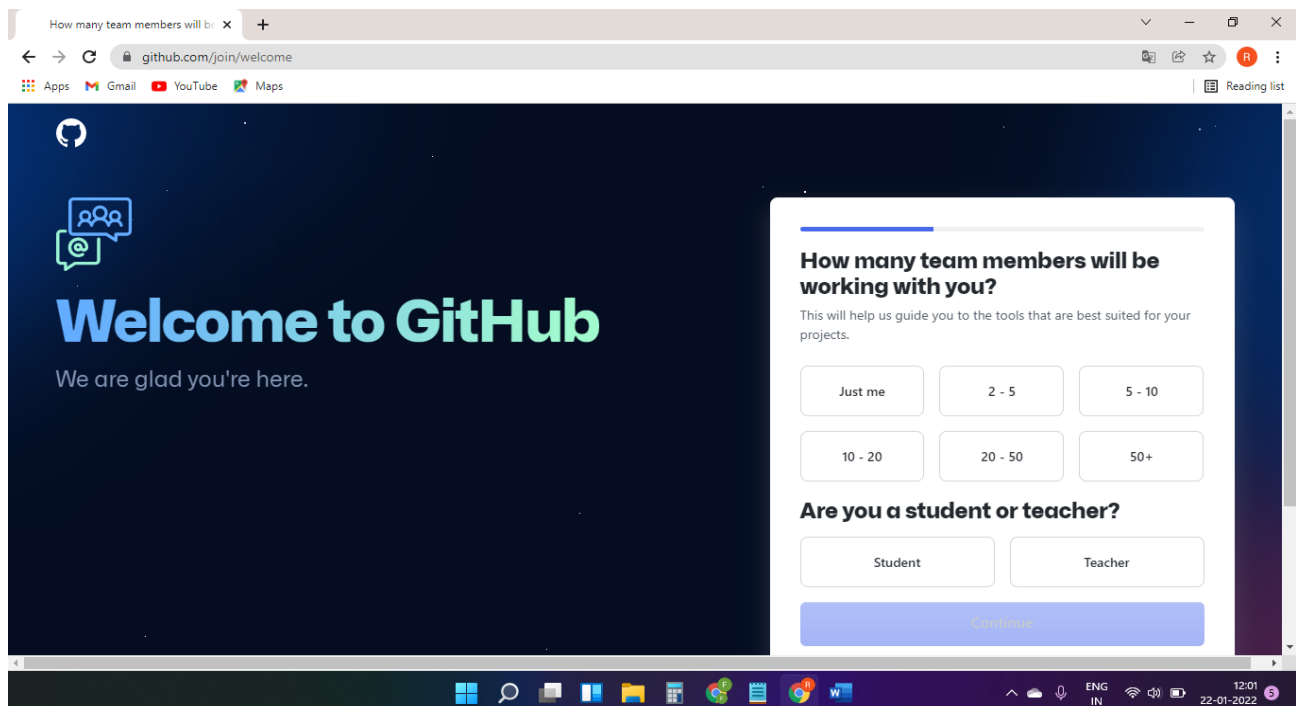 How many team members will be
github.com/join/welcome
R
Apps Gmail YouTube Maps Reading list
@
Welcome to GitHub
We are glad you're here.
How many team members will be
working with you?
This will help us guide you to the tools that are best suited for your
projects.
Just me 2 - 5 5 - 10
10 - 20 20 - 50 50+
Are you a student or teacher?
Student Teacher
Continue
ENG
IN
12:01
22-01-2022
5